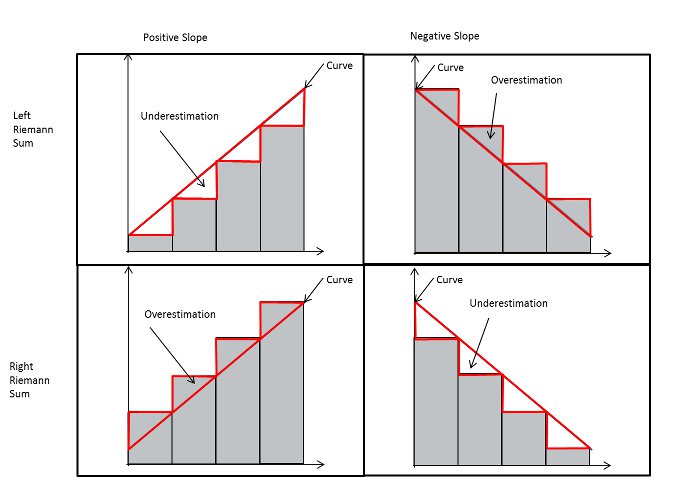 Positive Slope
Negative Slope
Left
Riemann
Sum
Curve
Underestimation
Curve
Overestimation
Right
Riemann
Sum
Curve
Overestimation
Curve
Underestimation